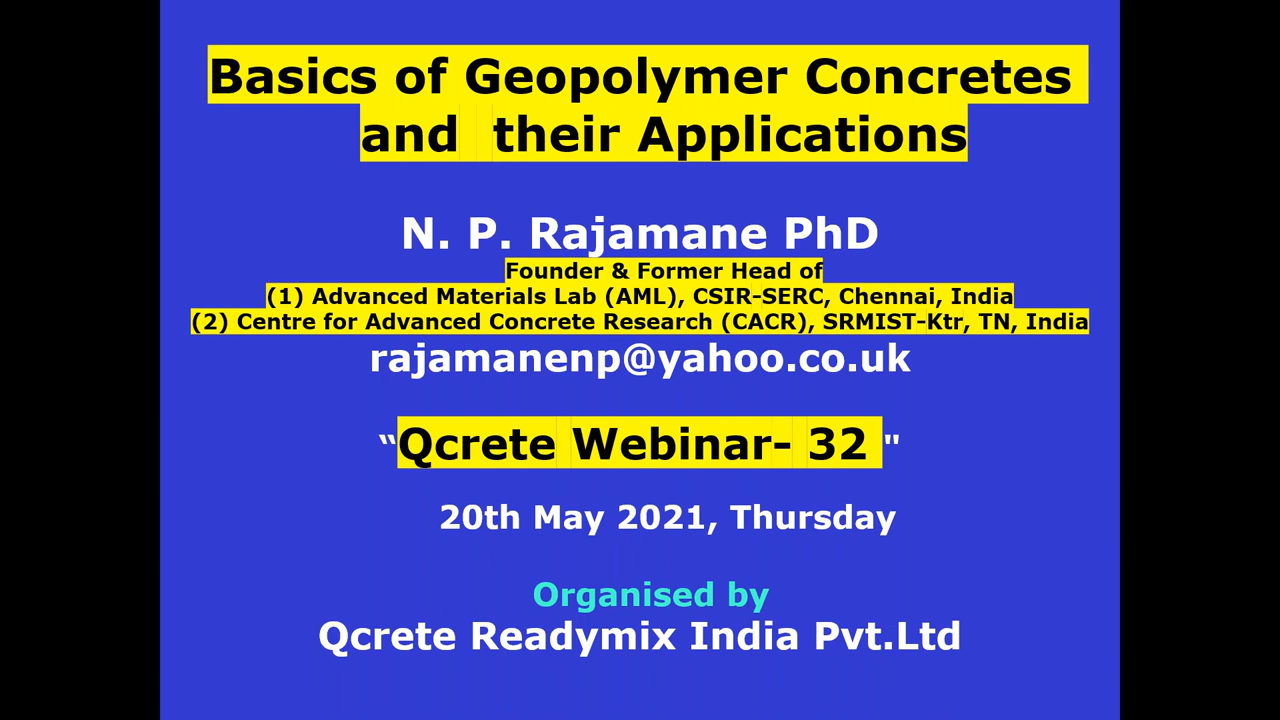 Basics of Geopolymer Concretes
and their Applications
N. P. Rajamane PhD
Founder & Former Head of
(1) Advanced Materials Lab (AML), CSIR-SERC, Chennai, India
(2) Centre for Advanced Concrete Research (CACR), SRMIST-Ktr, TN, India
rajamanenp@yahoo.co.uk
“Qcrete Webinar- 32 "
20th May 2021, Thursday
Organised by
Qcrete Readymix India Pvt.Ltd